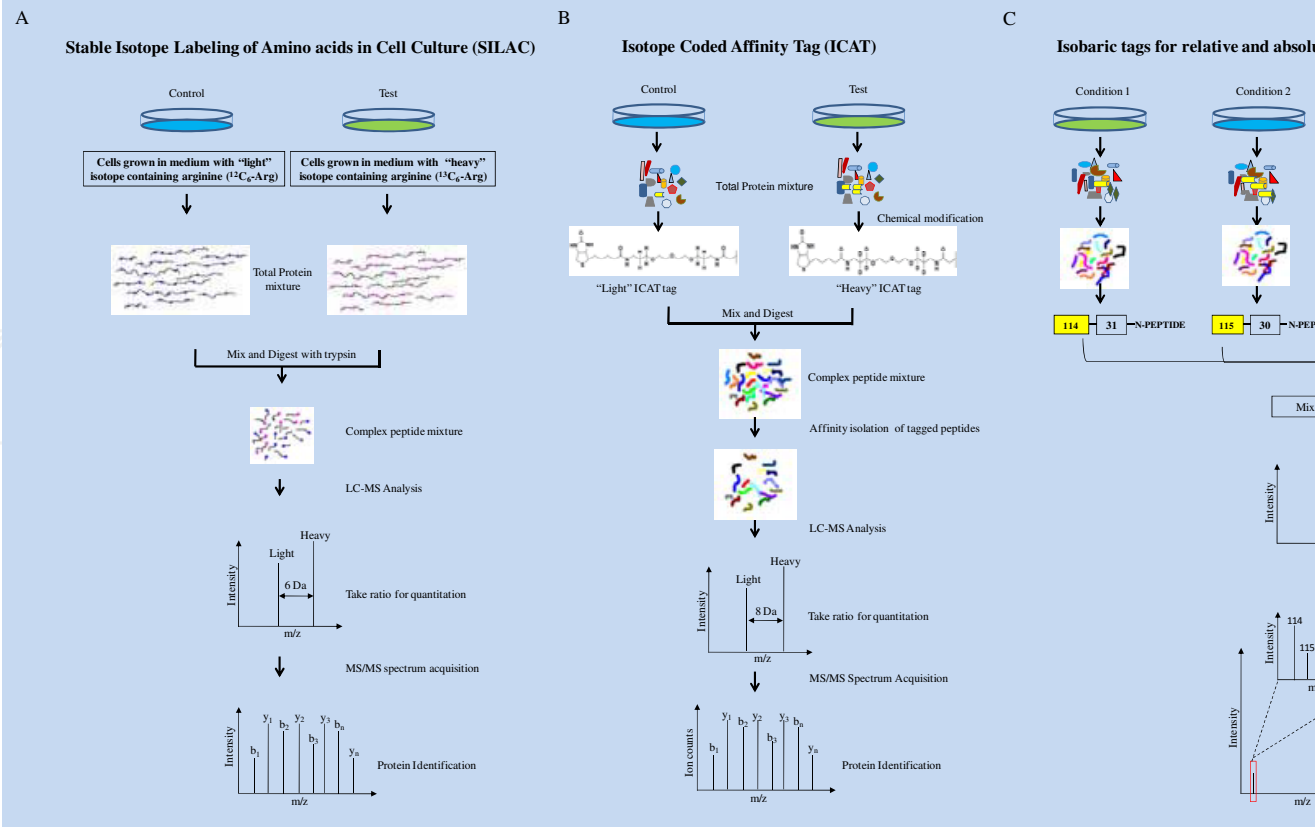 A
Stable Isotope Labeling of Amino acids in Cell Culture (SILAC)
Control
Test
Cells grown in medium with “light”
isotope containing arginine (¹²C₆-Arg)
Cells grown in medium with “heavy”
isotope containing arginine (¹³C₆-Arg)
Total Protein
mixture
Mix and Digest with trypsin
Complex peptide mixture
LC-MS Analysis
Heavy
Light
6 Da
Intensity
m/z
Take ratio for quantitation
MS/MS spectrum acquisition
Intensity
b₁
y₁
b₂
y₂
b₃
y₃
bₙ
yₙ
m/z
Protein Identification
B
Isotope Coded Affinity Tag (ICAT)
Control
Test
Total Protein mixture
Chemical modification
“Light” ICAT tag
“Heavy” ICAT tag
Mix and Digest
Complex peptide mixture
Affinity isolation of tagged peptides
LC-MS Analysis
Heavy
Light
8 Da
Intensity
m/z
Take ratio for quantitation
MS/MS Spectrum Acquisition
Ion counts
b₁
y₁
b₂
y₂
b₃
y₃
bₙ
yₙ
m/z
Protein Identification
C
Isobaric tags for relative and absolu
Condition 1
Condition 2
114
31
N-PEPTIDE
115
30
N-PEP
Mix
Intensity
Intensity
114
115
m
Intensity
m/z